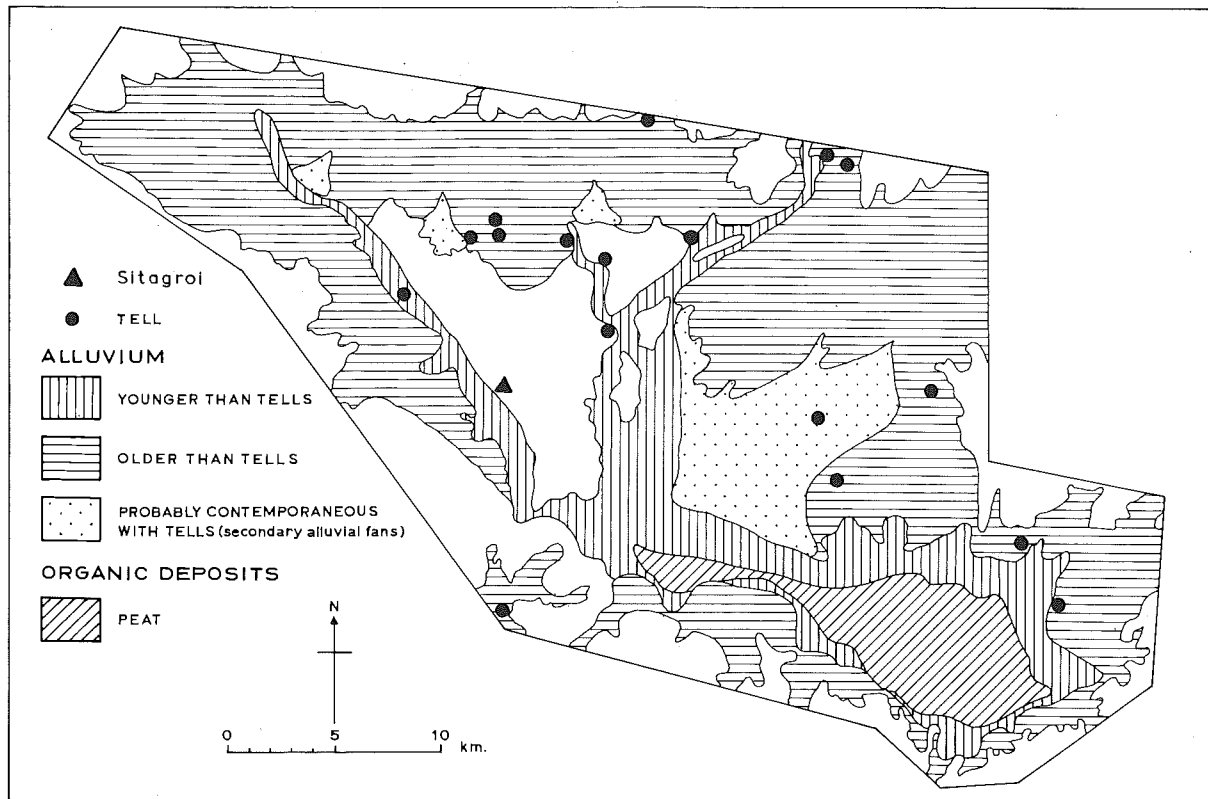 Sitagroi
TELL
ALLUVIUM
YOUNGER THAN TELLS
OLDER THAN TELLS
PROBABLY CONTEMPORANEOUS
WITH TELLS (secondary alluvial fans)
ORGANIC DEPOSITS
PEAT
N
0 5 10
km.